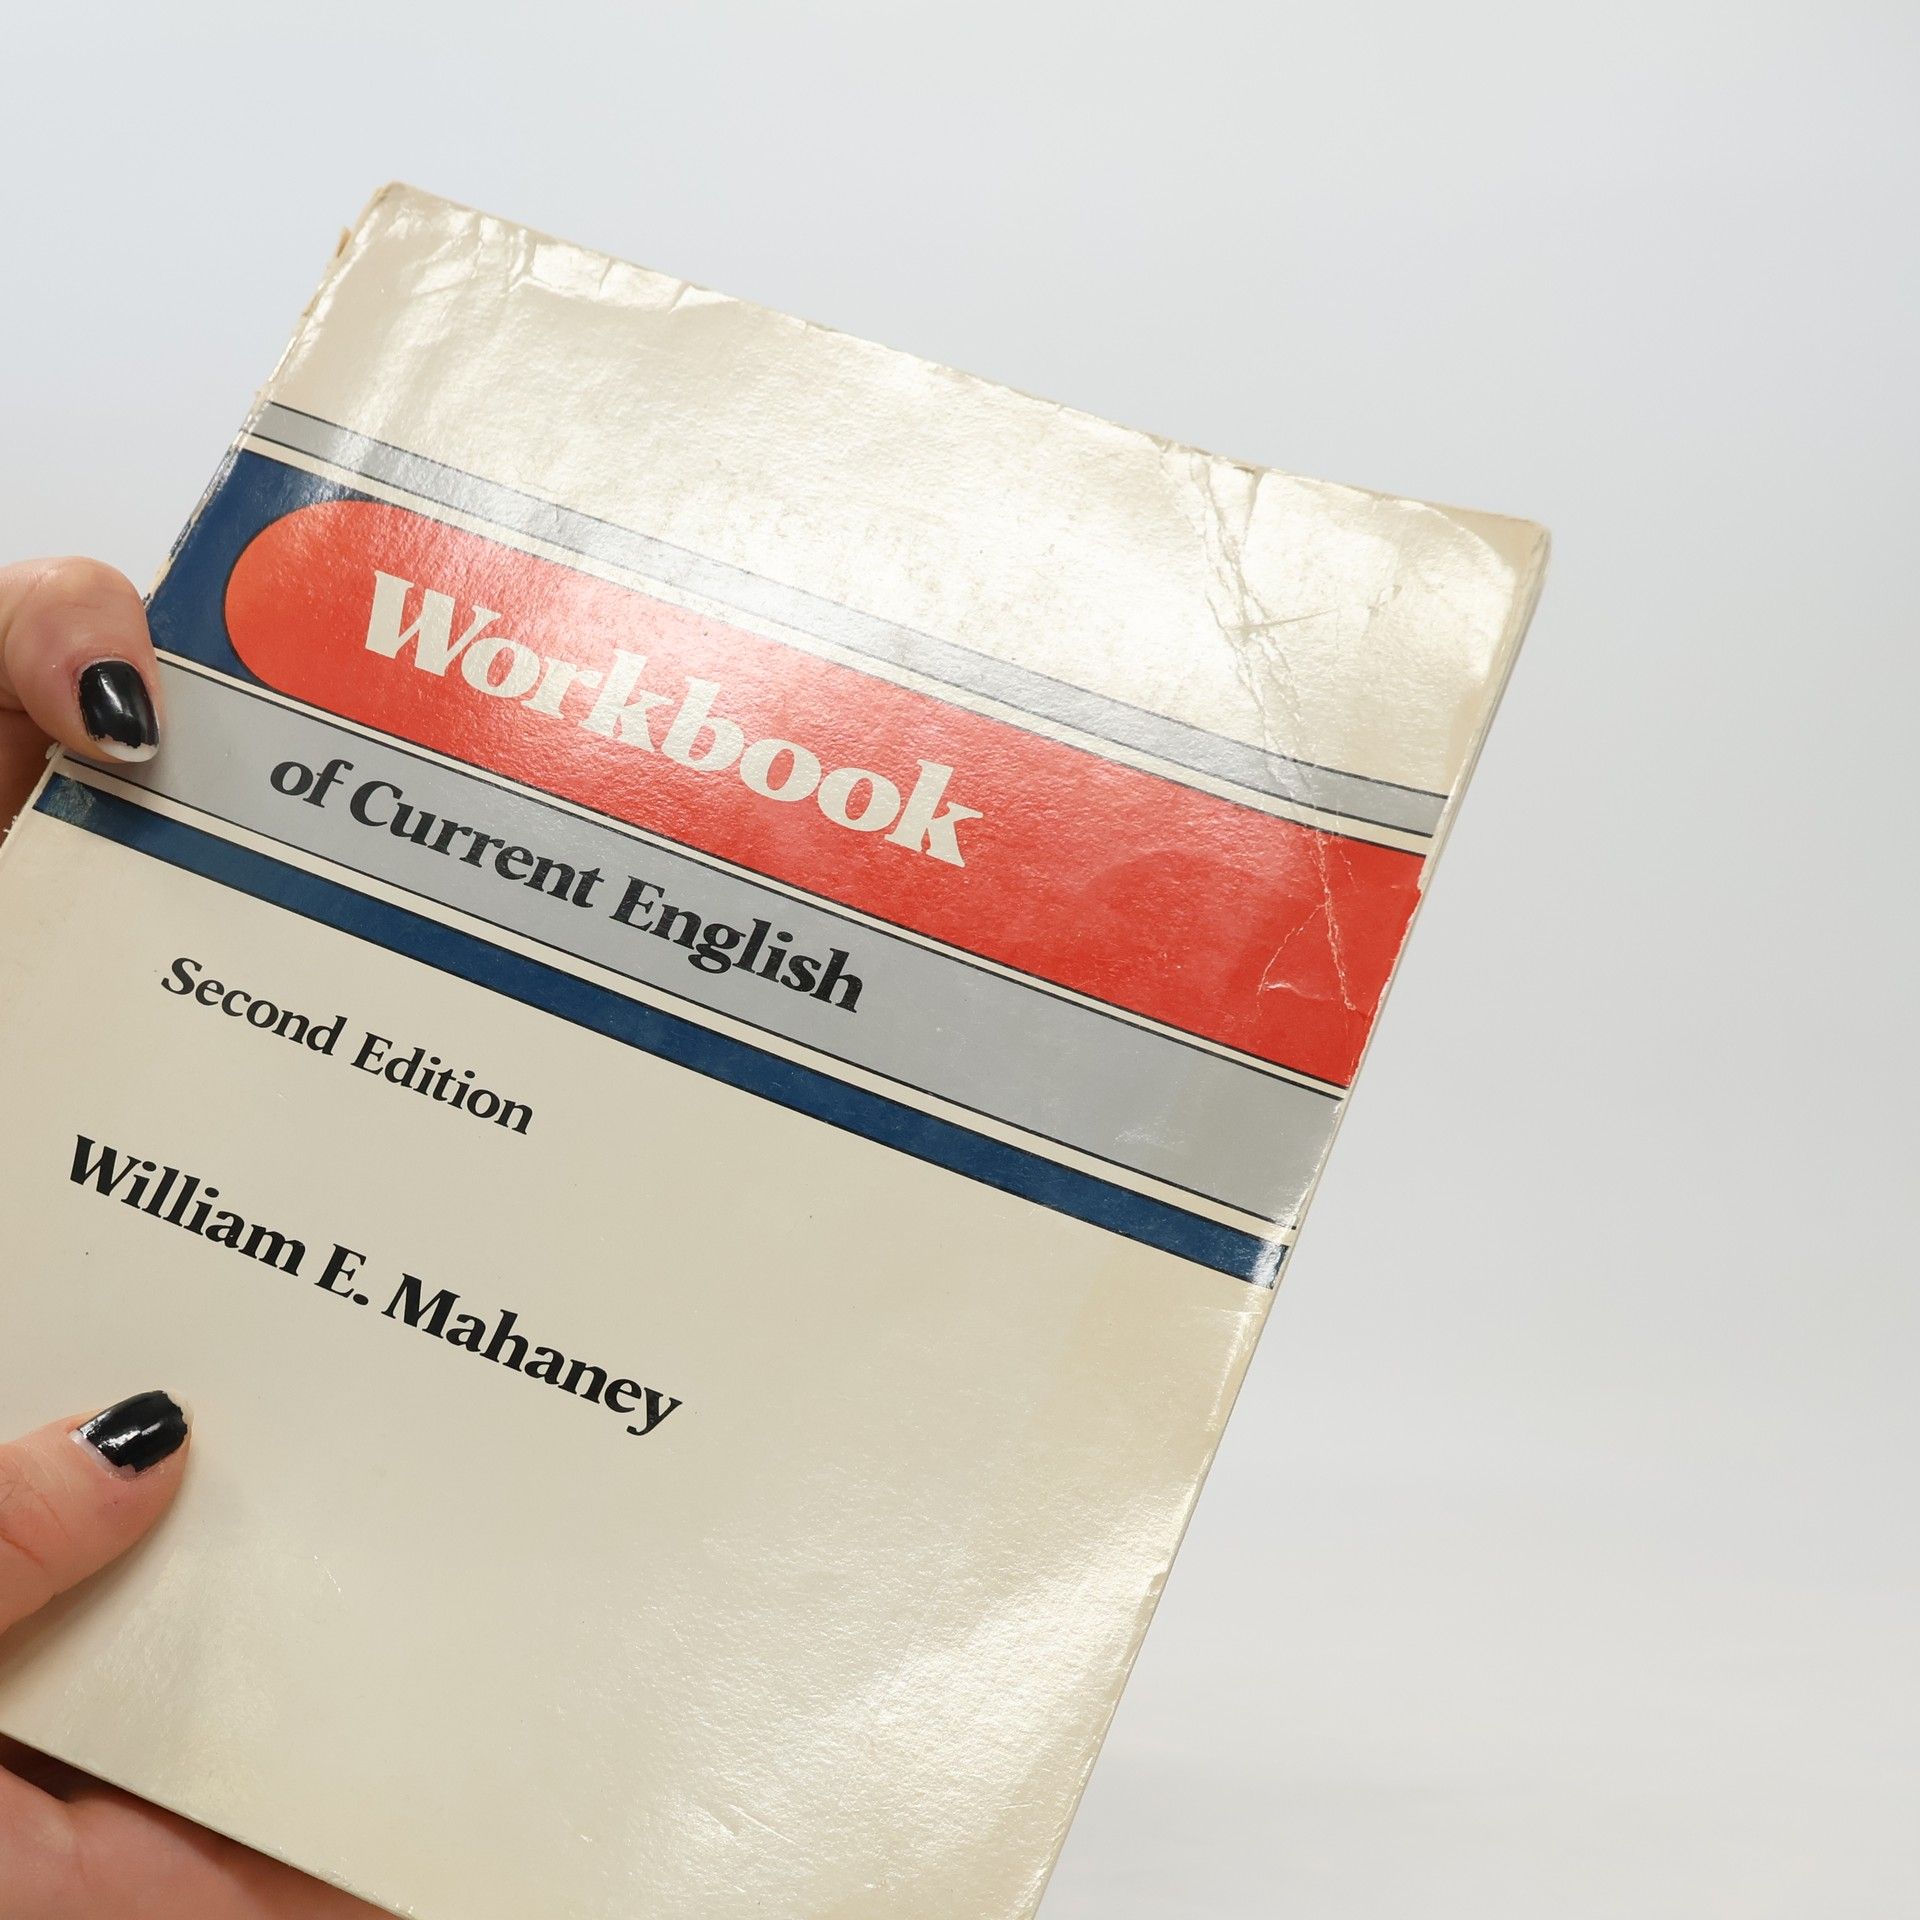 Workbook
of Current English
Second Edition
William E. Mahaney